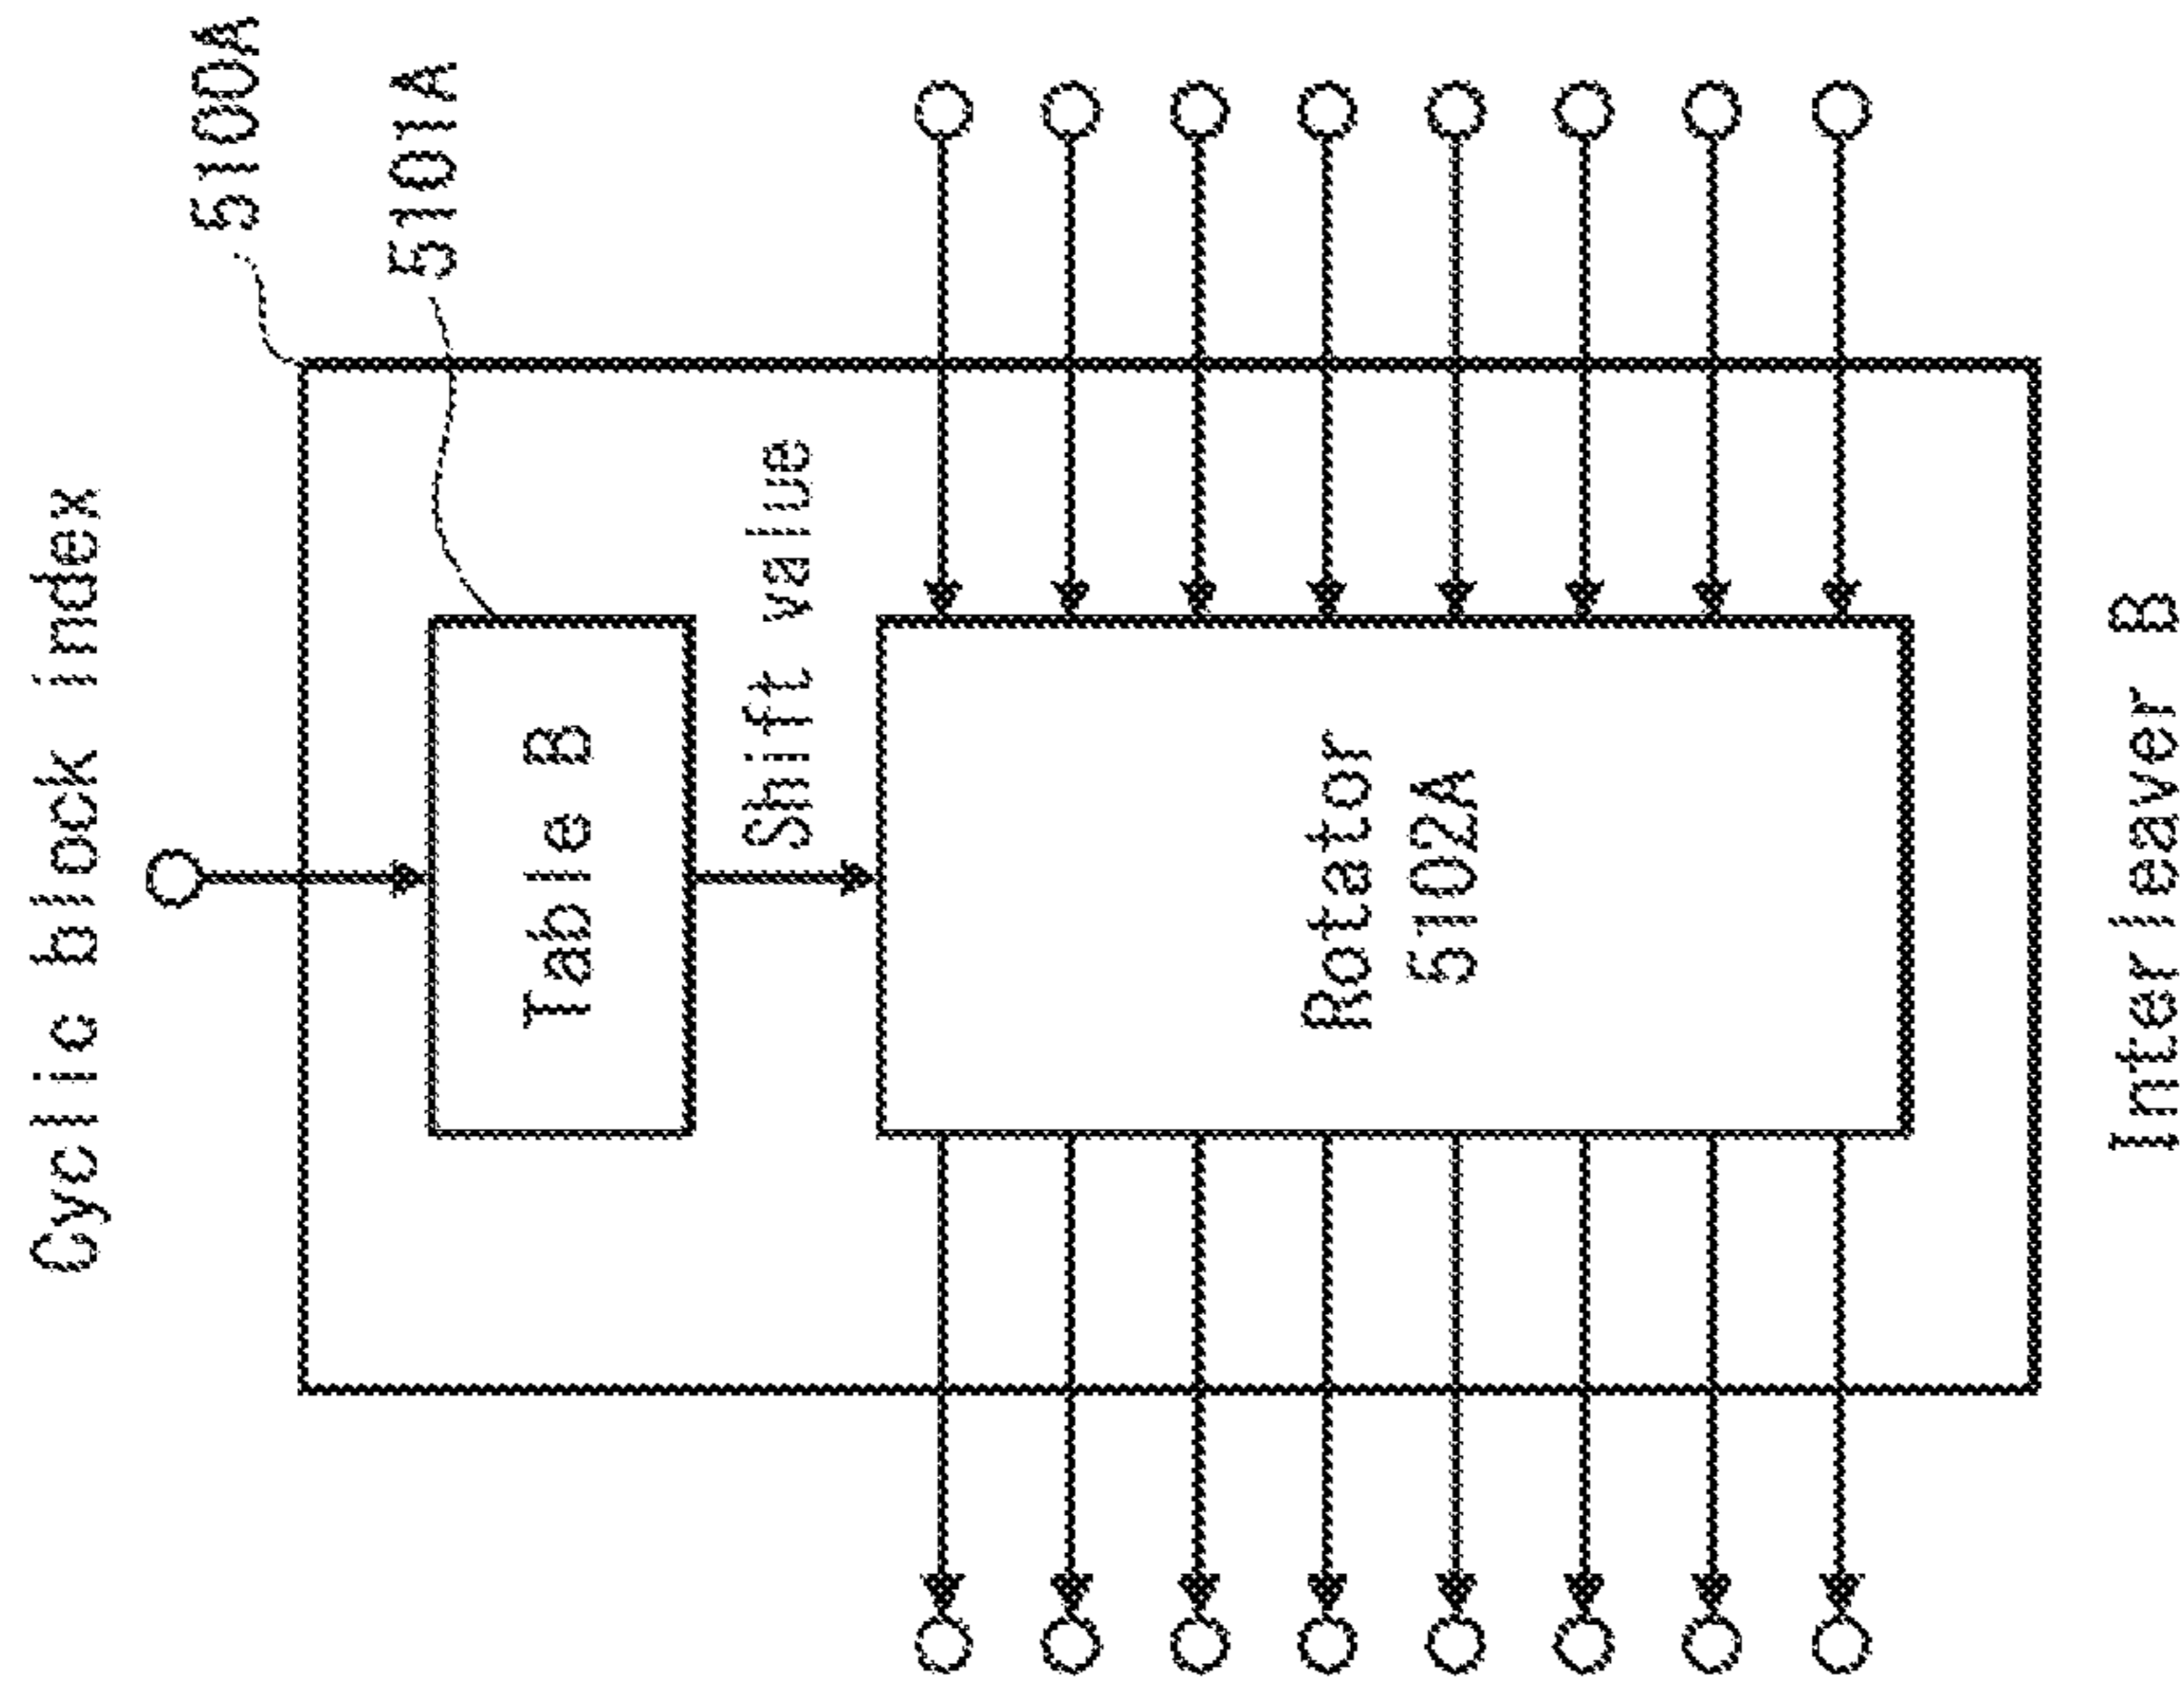 Cyclic block index
5100A
5101A
Table B
Shift value
Rotator
5102A
Interleaver B